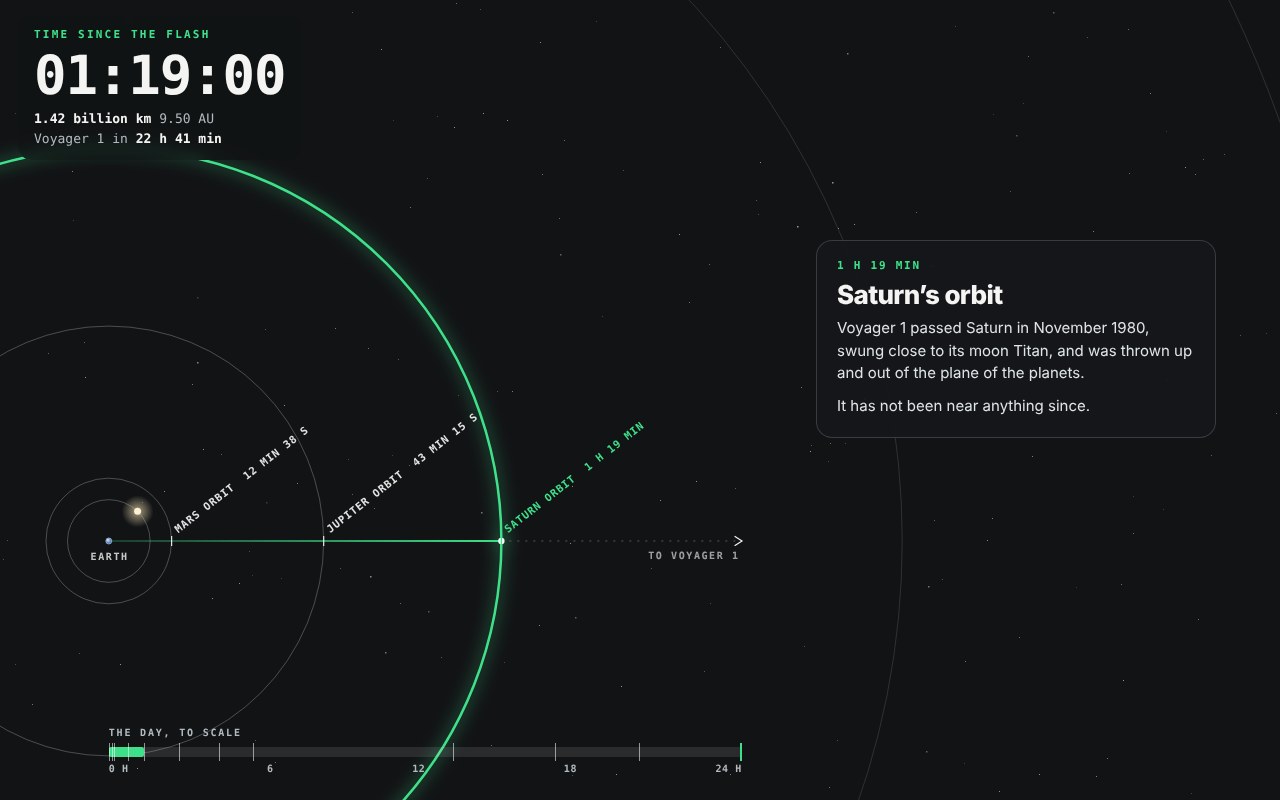 TIME SINCE THE FLASH
01:19:00
1.42 billion km 9.50 AU
Voyager 1 in 22 h 41 min
1 H 19 MIN
Saturn’s orbit
Voyager 1 passed Saturn in November 1980,
swung close to its moon Titan, and was thrown up
and out of the plane of the planets.
It has not been near anything since.
MARS ORBIT 12 MIN 38 S
JUPITER ORBIT 43 MIN 15 S
SATURN ORBIT 1 H 19 MIN
EARTH
TO VOYAGER 1
THE DAY, TO SCALE
0 H 6 12 18 24 H